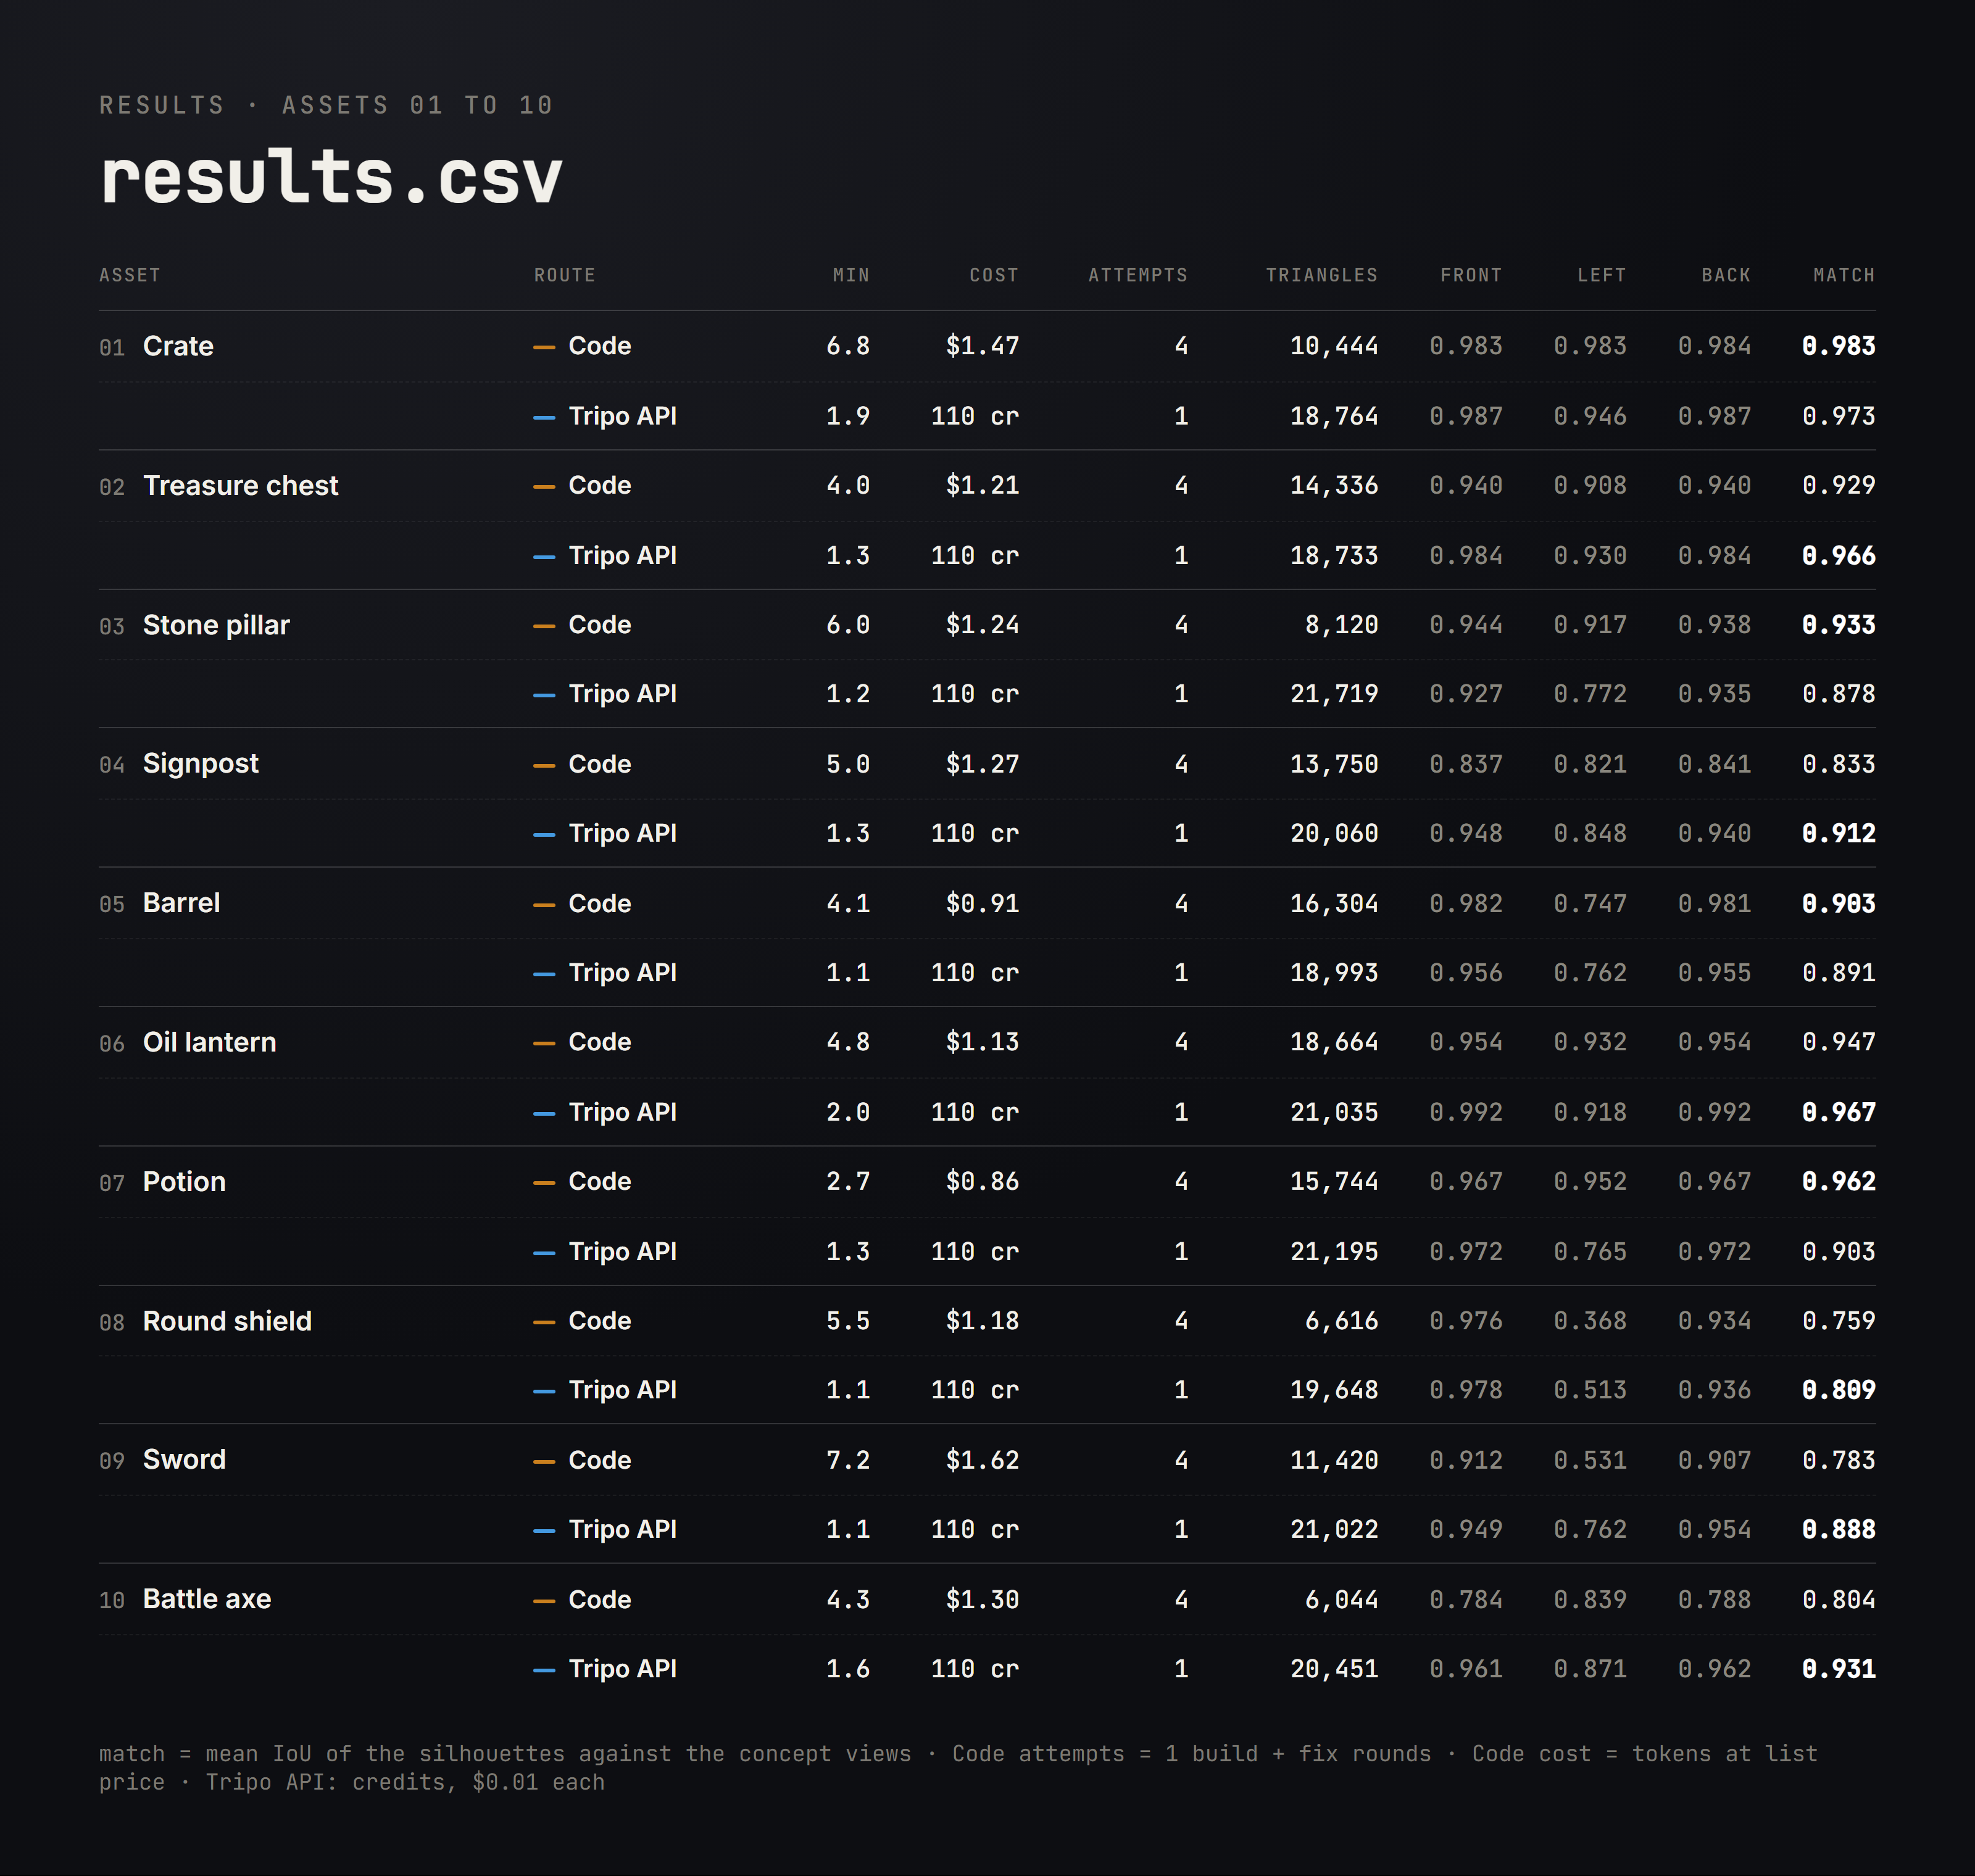 RESULTS · ASSETS 01 TO 10
results.csv
ASSET ROUTE MIN COST ATTEMPTS TRIANGLES FRONT LEFT BACK MATCH
01 Crate — Code 6.8 $1.47 4 10,444 0.983 0.983 0.984 0.983
— Tripo API 1.9 110 cr 1 18,764 0.987 0.946 0.987 0.973
02 Treasure chest — Code 4.0 $1.21 4 14,336 0.940 0.908 0.940 0.929
— Tripo API 1.3 110 cr 1 18,733 0.984 0.930 0.984 0.966
03 Stone pillar — Code 6.0 $1.24 4 8,120 0.944 0.917 0.938 0.933
— Tripo API 1.2 110 cr 1 21,719 0.927 0.772 0.935 0.878
04 Signpost — Code 5.0 $1.27 4 13,750 0.837 0.821 0.841 0.833
— Tripo API 1.3 110 cr 1 20,060 0.948 0.848 0.940 0.912
05 Barrel — Code 4.1 $0.91 4 16,304 0.982 0.747 0.981 0.903
— Tripo API 1.1 110 cr 1 18,993 0.956 0.762 0.955 0.891
06 Oil lantern — Code 4.8 $1.13 4 18,664 0.954 0.932 0.954 0.947
— Tripo API 2.0 110 cr 1 21,035 0.992 0.918 0.992 0.967
07 Potion — Code 2.7 $0.86 4 15,744 0.967 0.952 0.967 0.962
— Tripo API 1.3 110 cr 1 21,195 0.972 0.765 0.972 0.903
08 Round shield — Code 5.5 $1.18 4 6,616 0.976 0.368 0.934 0.759
— Tripo API 1.1 110 cr 1 19,648 0.978 0.513 0.936 0.809
09 Sword — Code 7.2 $1.62 4 11,420 0.912 0.531 0.907 0.783
— Tripo API 1.1 110 cr 1 21,022 0.949 0.762 0.954 0.888
10 Battle axe — Code 4.3 $1.30 4 6,044 0.784 0.839 0.788 0.804
— Tripo API 1.6 110 cr 1 20,451 0.961 0.871 0.962 0.931
match = mean IoU of the silhouettes against the concept views · Code attempts = 1 build + fix rounds · Code cost = tokens at list
price · Tripo API: credits, $0.01 each